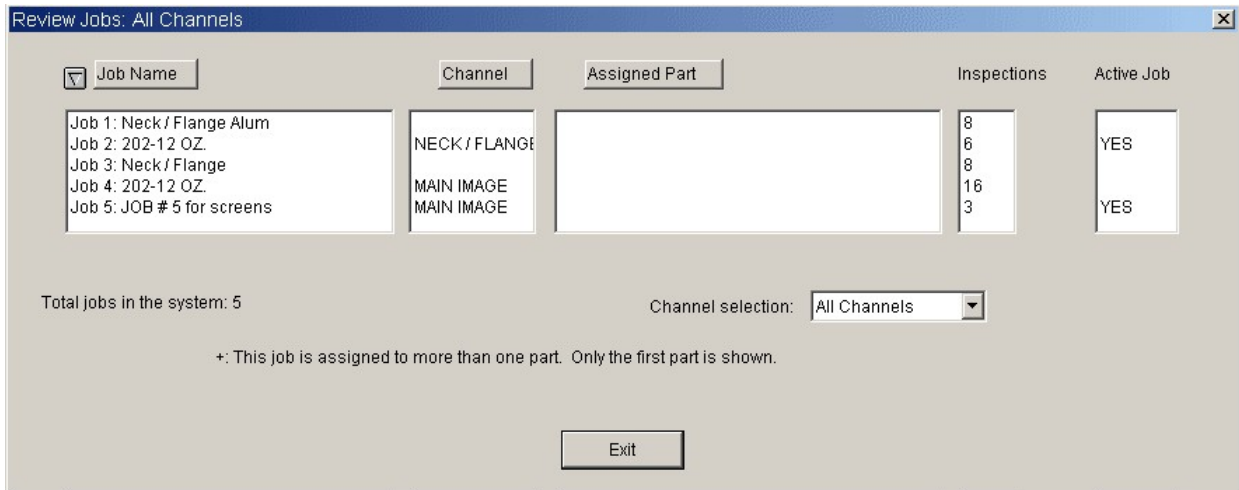 Review Jobs: All Channels
Job Name Channel Assigned Part Inspections Active Job
Job 1: Neck / Flange Alum 8
Job 2: 202-12 OZ. NECK / FLANGE 6 YES
Job 3: Neck / Flange 8
Job 4: 202-12 OZ. MAIN IMAGE 16
Job 5: JOB # 5 for screens MAIN IMAGE 3 YES
Total jobs in the system: 5 Channel selection: All Channels
+: This job is assigned to more than one part. Only the first part is shown.
Exit